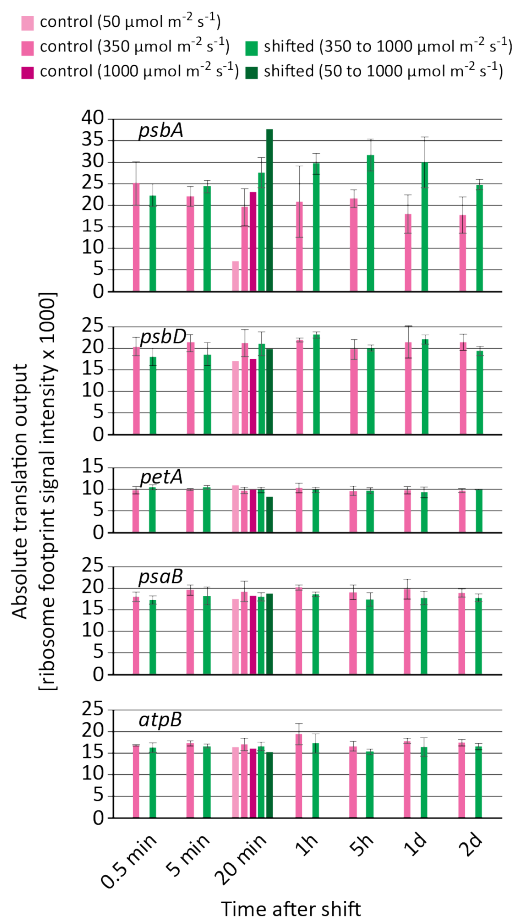 control (50 µmol m⁻² s⁻¹)
control (350 µmol m⁻² s⁻¹) shifted (350 to 1000 µmol m⁻² s⁻¹)
control (1000 µmol m⁻² s⁻¹) shifted (50 to 1000 µmol m⁻² s⁻¹)
Absolute translation output
[ribosome footprint signal intensity x 1000]
psbA
40
35
30
25
20
15
10
5
0
psbD
25
20
15
10
5
0
petA
15
10
5
0
psaB
25
20
15
10
5
0
atpB
25
20
15
10
5
0
0.5 min
5 min
20 min
1h
5h
1d
2d
Time after shift